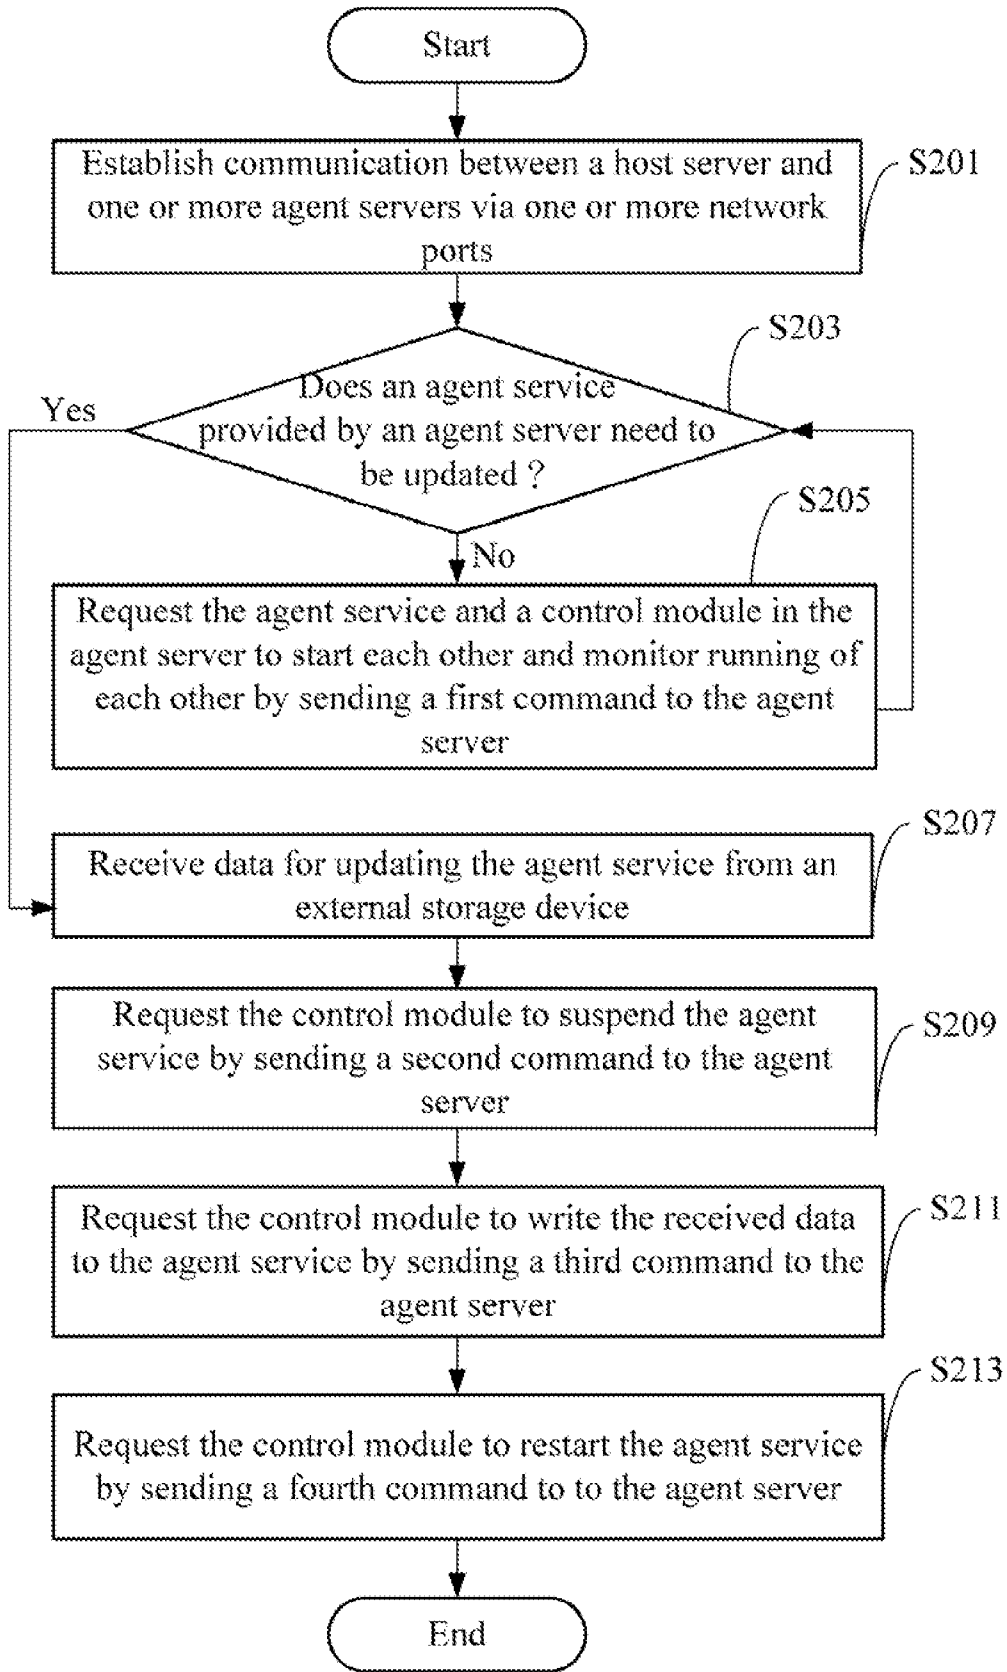 Start
Establish communication between a host server and
one or more agent servers via one or more network
ports
S201
S203
Does an agent service
provided by an agent server need to
be updated ?
Yes
No
S205
Request the agent service and a control module in the
agent server to start each other and monitor running of
each other by sending a first command to the agent
server
S207
Receive data for updating the agent service from an
external storage device
Request the control module to suspend the agent
service by sending a second command to the agent
server
S209
Request the control module to write the received data
to the agent service by sending a third command to the
agent server
S211
S213
Request the control module to restart the agent service
by sending a fourth command to to the agent server
End